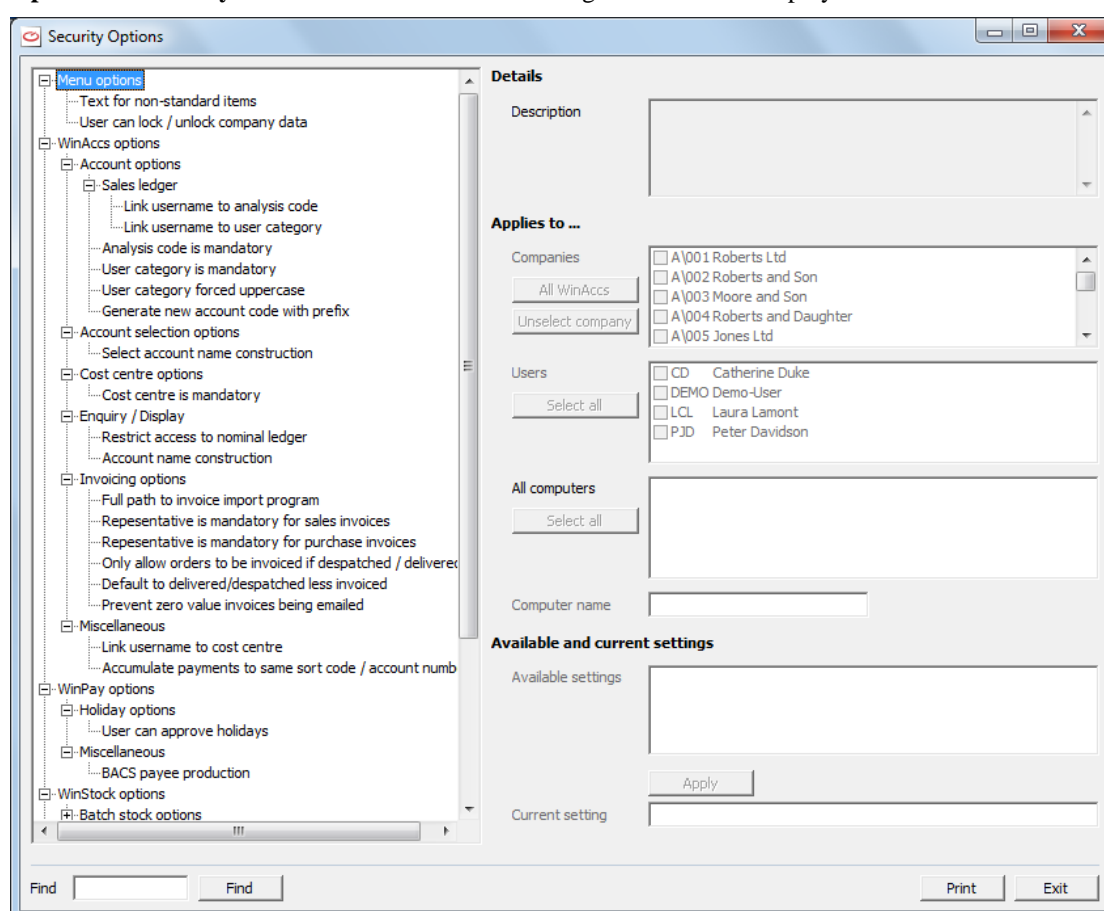 Security Options
Menu options
Text for non-standard items
User can lock / unlock company data
WinAccs options
Account options
Sales ledger
Link username to analysis code
Link username to user category
Analysis code is mandatory
User category is mandatory
User category forced uppercase
Generate new account code with prefix
Account selection options
Select account name construction
Cost centre options
Cost centre is mandatory
Enquiry / Display
Restrict access to nominal ledger
Account name construction
Invoicing options
Full path to invoice import program
Repesentative is mandatory for sales invoices
Repesentative is mandatory for purchase invoices
Only allow orders to be invoiced if despatched / delivered
Default to delivered/despatched less invoiced
Prevent zero value invoices being emailed
Miscellaneous
Link username to cost centre
Accumulate payments to same sort code / account numb
WinPay options
Holiday options
User can approve holidays
Miscellaneous
BACS payee production
WinStock options
Batch stock options
Details
Description
Applies to ...
Companies
All WinAccs
Unselect company
A\001 Roberts Ltd
A\002 Roberts and Son
A\003 Moore and Son
A\004 Roberts and Daughter
A\005 Jones Ltd
Users
Select all
CD Catherine Duke
DEMO Demo-User
LCL Laura Lamont
PJD Peter Davidson
All computers
Select all
Computer name
Available and current settings
Available settings
Apply
Current setting
Find
Find
Print
Exit